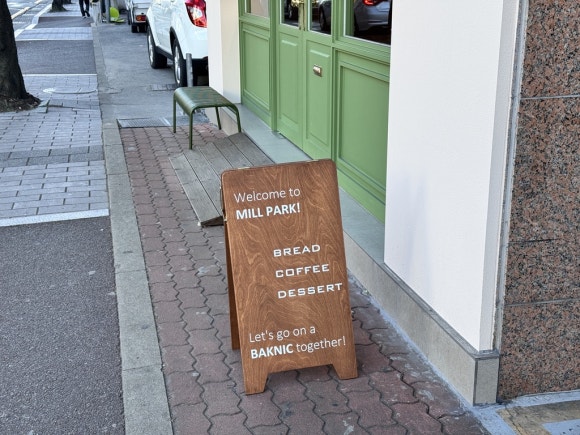 Welcome to
MILL PARK!
BREAD
COFFEE
DESSERT
Let's go on a
BAKNIC together!